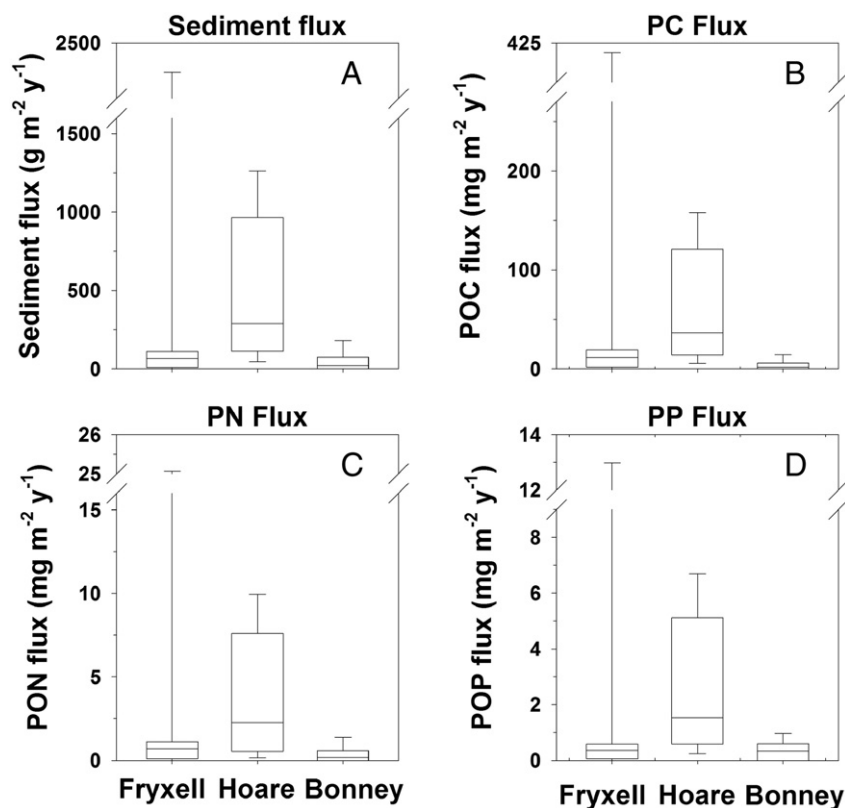 Sediment flux
A
Sediment flux (g m⁻² y⁻¹)
2500
1500
1000
500
0
PC Flux
B
POC flux (mg m⁻² y⁻¹)
425
200
100
0
PN Flux
C
PON flux (mg m⁻² y⁻¹)
26
25
15
10
5
0
Fryxell Hoare Bonney
PP Flux
D
POP flux (mg m⁻² y⁻¹)
14
12
8
6
4
2
0
Fryxell Hoare Bonney